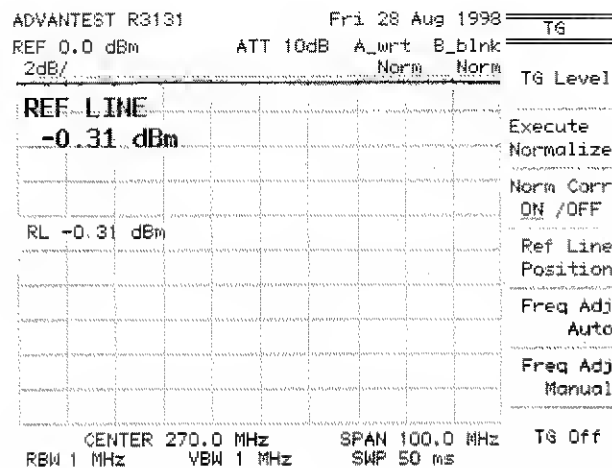 ADVANTEST R3131 Fri 28 Aug 1998
REF 0.0 dBm ATT 10dB A_wrt B_blnk
2dB/ Norm Norm
REF LINE
-0.31 dBm
RL -0.31 dBm
CENTER 270.0 MHz SPAN 100.0 MHz
RBW 1 MHz VBW 1 MHz SWP 50 ms
TG
TG Level
Execute
Normalize
Norm Corr
ON /OFF
Ref Line
Position
Freq Adj
Auto
Freq Adj
Manual
TG Off